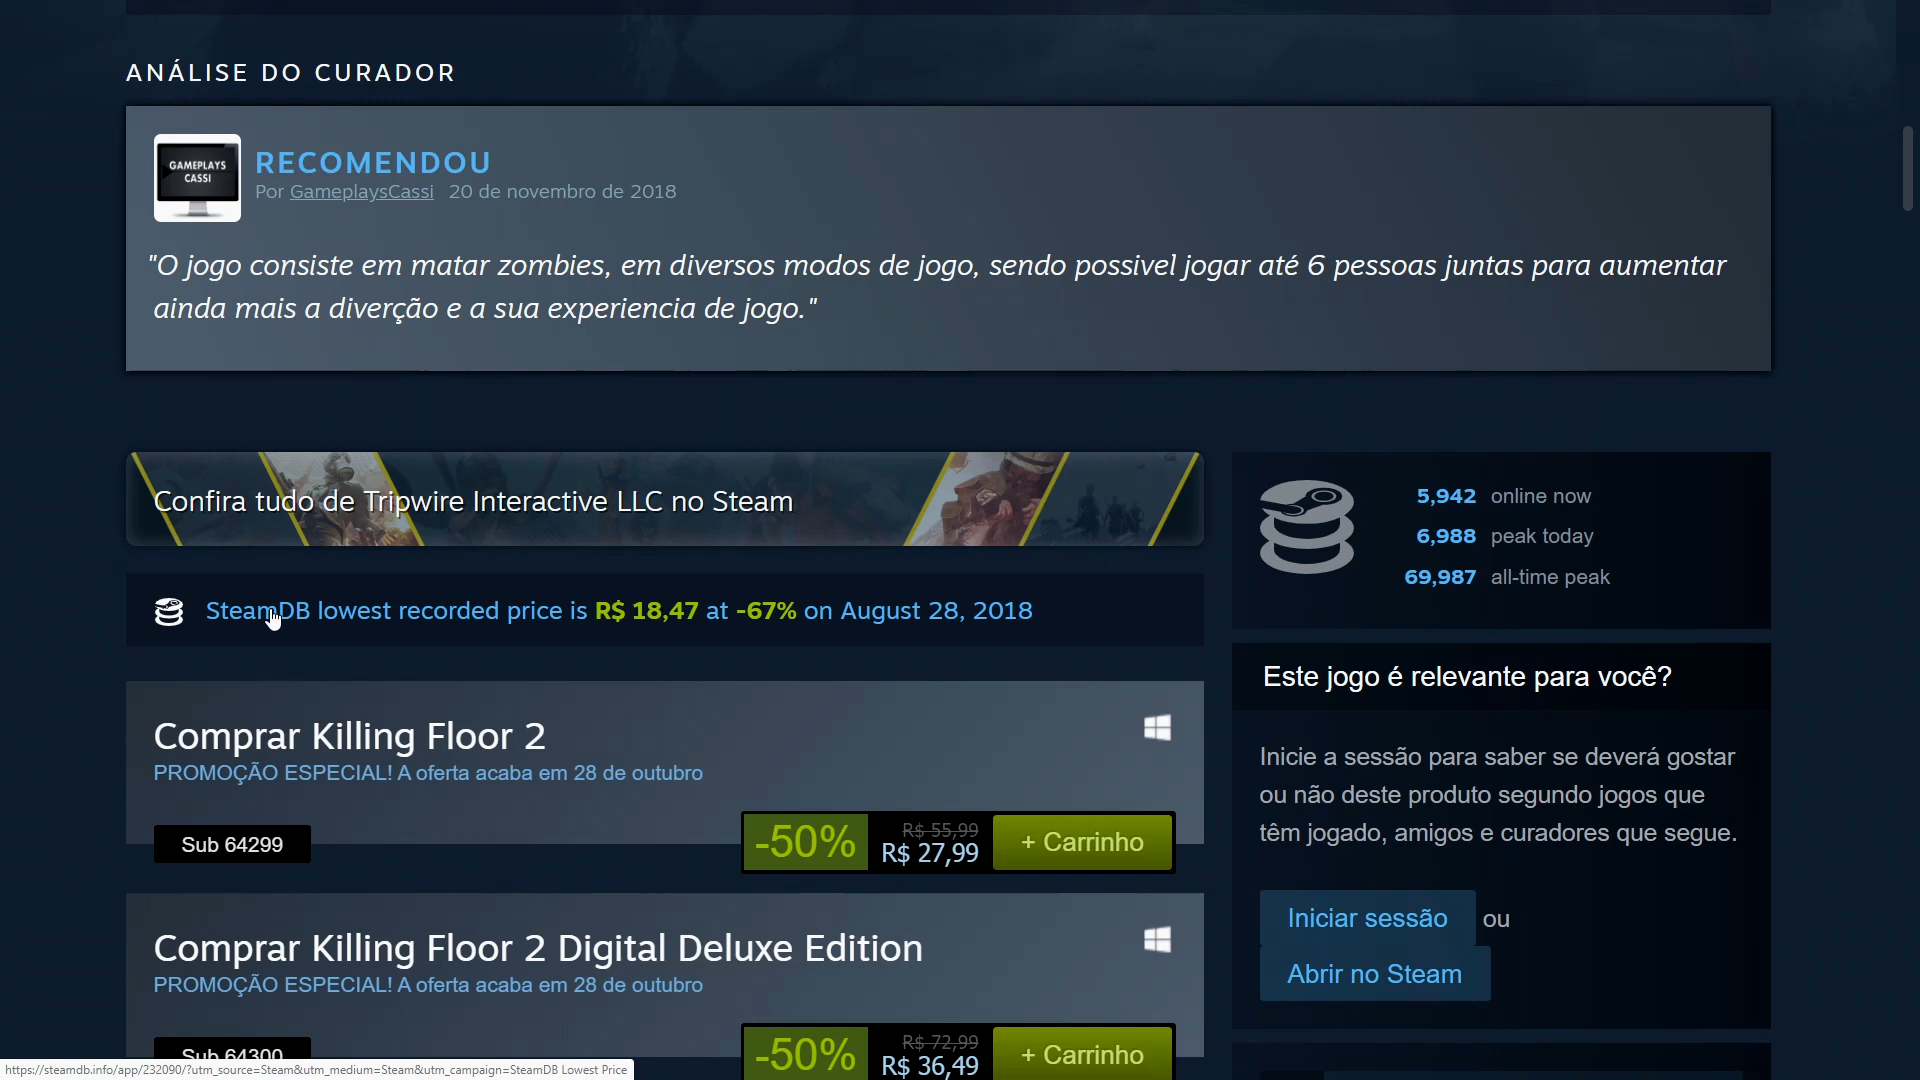 ANÁLISE DO CURADOR
GAMEPLAYS
CASSI
RECOMENDOU
Por GameplaysCassi 20 de novembro de 2018
"O jogo consiste em matar zombies, em diversos modos de jogo, sendo possivel jogar até 6 pessoas juntas para aumentar
ainda mais a diverção e a sua experiencia de jogo."
Confira tudo de Tripwire Interactive LLC no Steam
SteamDB lowest recorded price is R$ 18,47 at -67% on August 28, 2018
Comprar Killing Floor 2
PROMOÇÃO ESPECIAL! A oferta acaba em 28 de outubro
Sub 64299
-50%
R$ 55,99
R$ 27,99
+ Carrinho
Comprar Killing Floor 2 Digital Deluxe Edition
PROMOÇÃO ESPECIAL! A oferta acaba em 28 de outubro
Sub 64300
-50%
R$ 72,99
R$ 36,49
+ Carrinho
5,942 online now
6,988 peak today
69,987 all-time peak
Este jogo é relevante para você?
Inicie a sessão para saber se deverá gostar
ou não deste produto segundo jogos que
têm jogado, amigos e curadores que segue.
Iniciar sessão ou
Abrir no Steam
https://steamdb.info/app/232090/?utm_source=Steam&utm_medium=Steam&utm_campaign=SteamDB Lowest Price